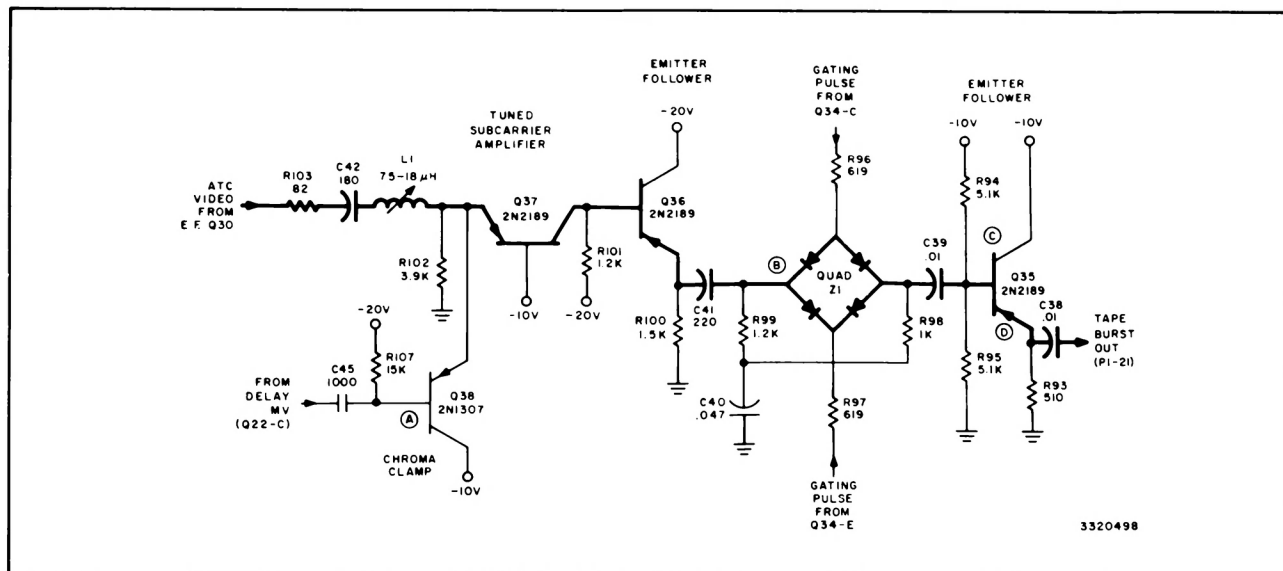 ATC
VIDEO
FROM
E.F. Q30
R103
82
C42
180
L1
75-18 µH
R102
3.9K
TUNED
SUBCARRIER
AMPLIFIER
Q37
2N2189
-10V
R101
1.2K
-20V
EMITTER
FOLLOWER
-20V
Q36
2N2189
R100
1.5K
C41
220
B
R99
1.2K
C40
.047
GATING
PULSE
FROM
Q34-C
R96
619
QUAD
Z1
R97
619
GATING
PULSE
FROM
Q34-E
R98
1K
C39
.01
EMITTER
FOLLOWER
-10V
-10V
R94
5.1K
R95
5.1K
C
Q35
2N2189
D
C38
.01
R93
510
TAPE
BURST
OUT
(P1-21)
FROM
DELAY
MV
(Q22-C)
C45
1000
-20V
R107
15K
A
Q38
2N1307
CHROMA
CLAMP
-10V
3320498